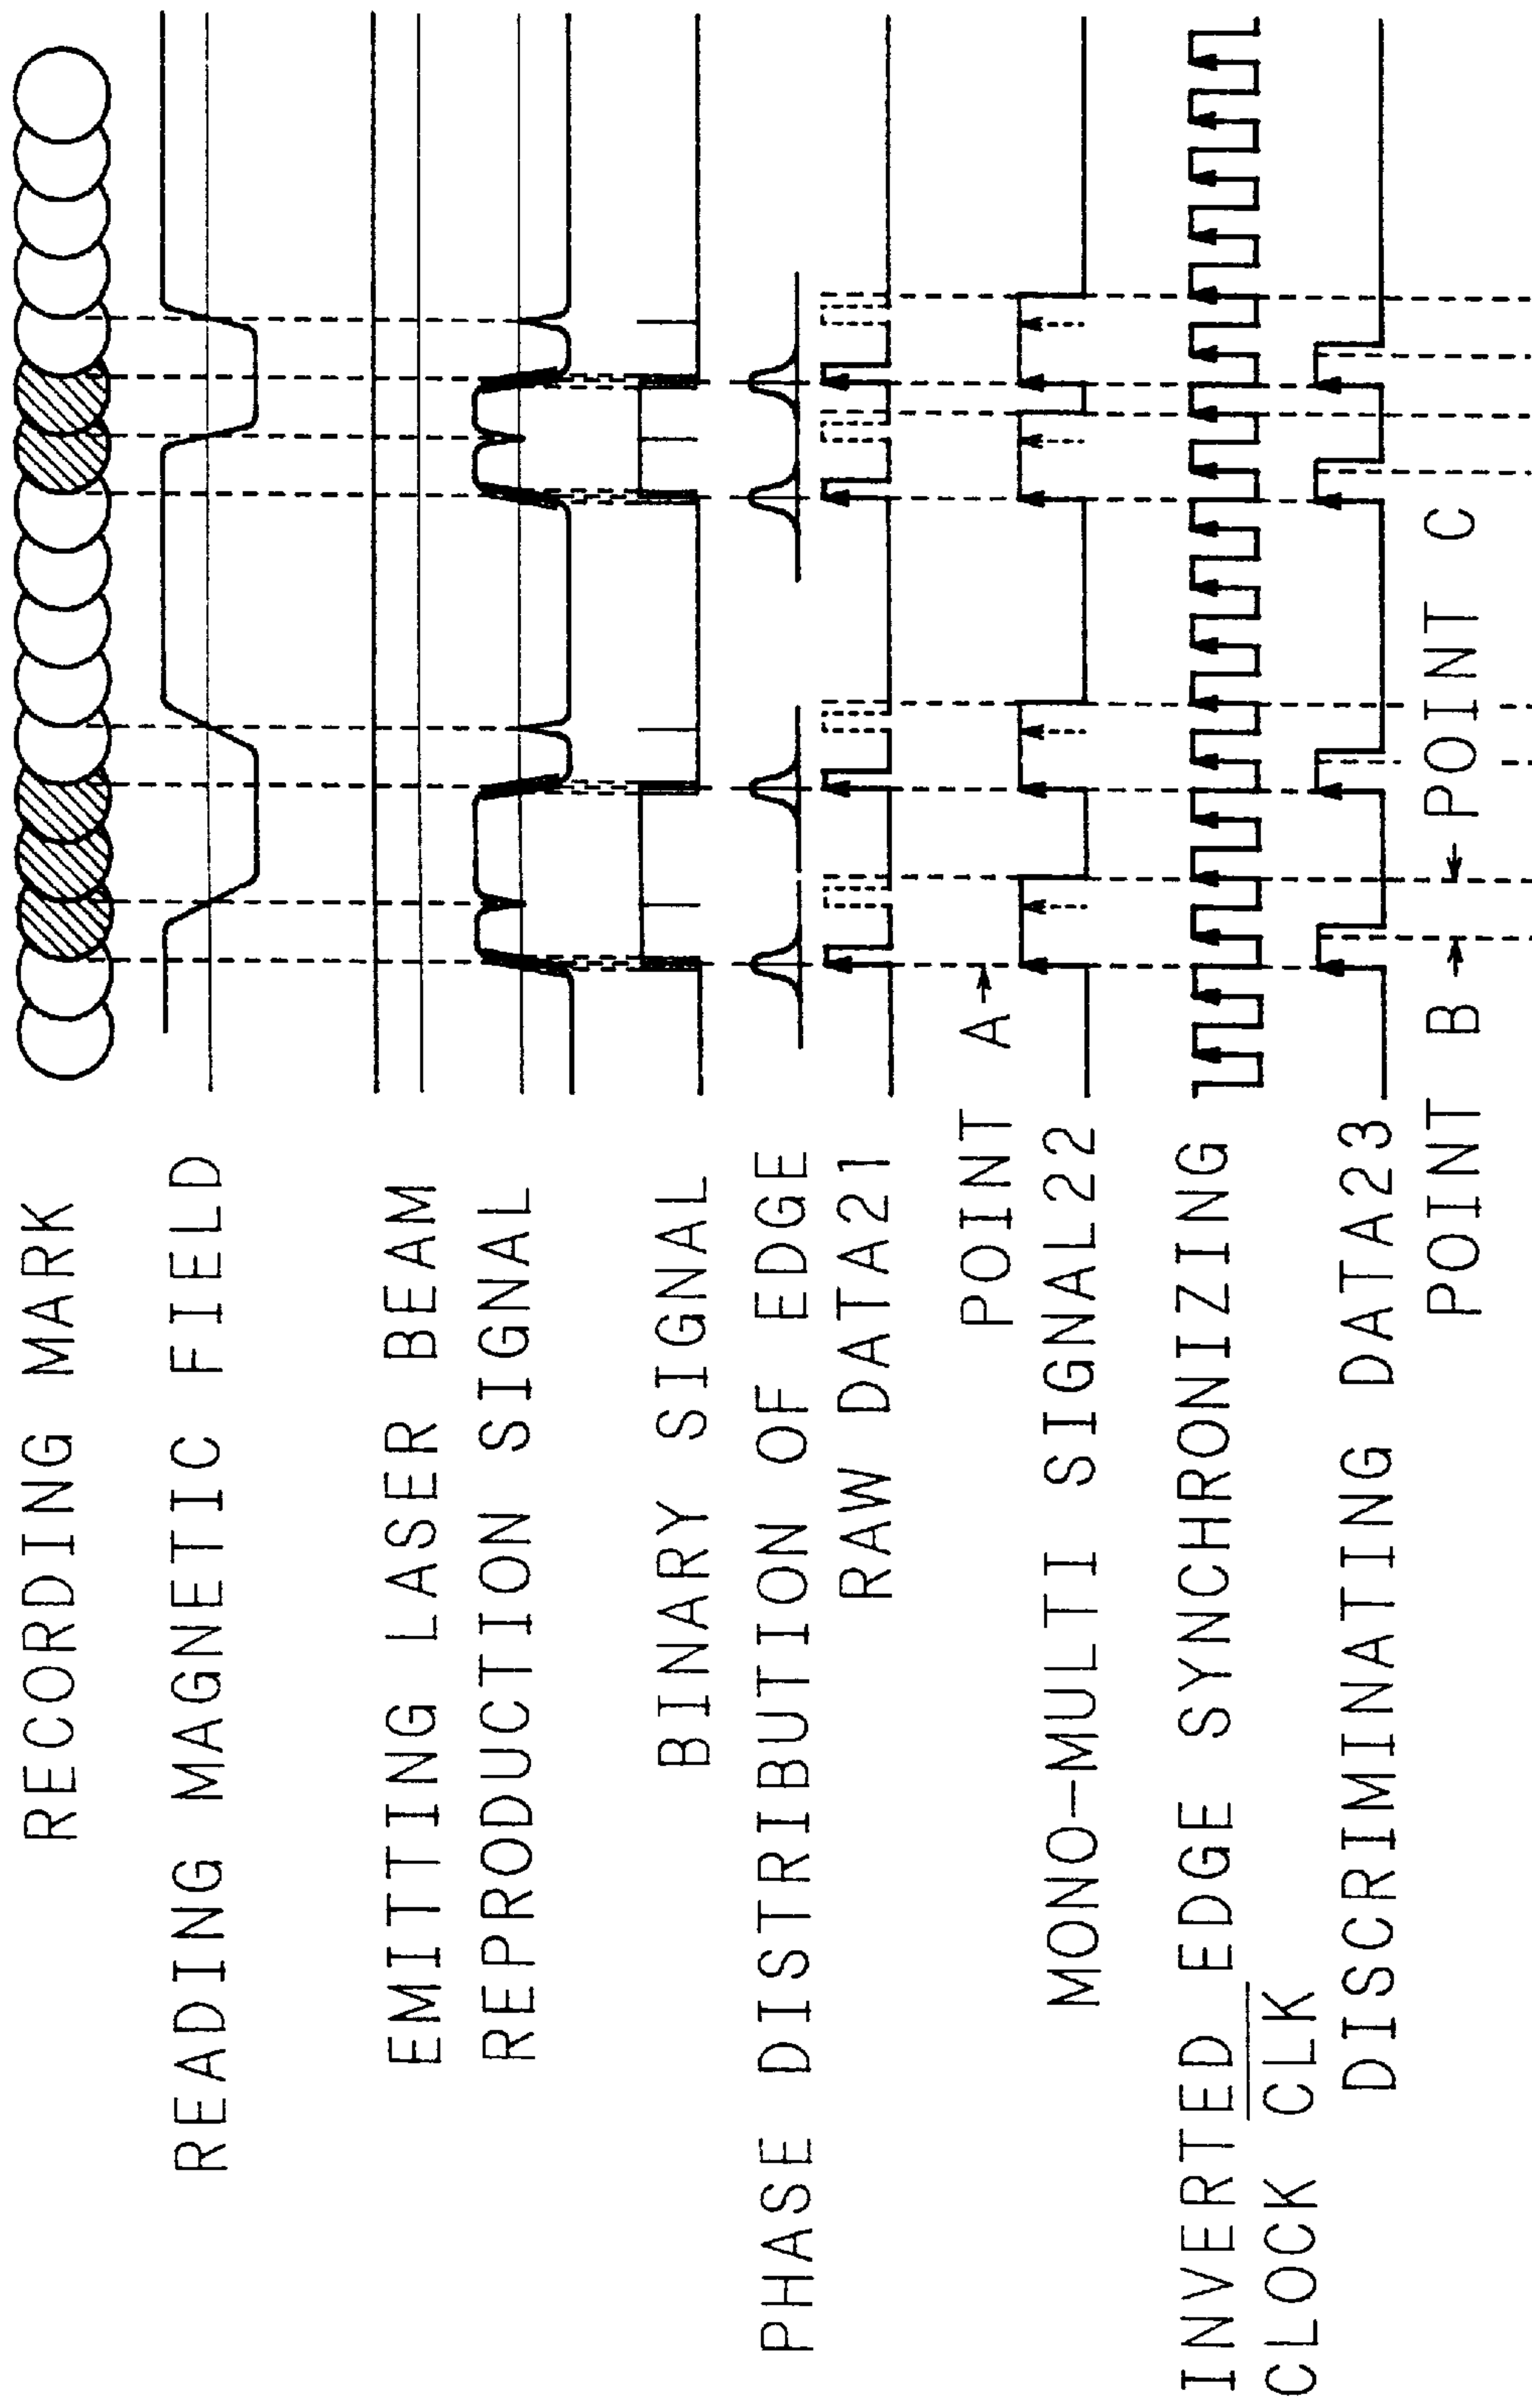 RECORDING MARK
READING MAGNETIC FIELD
EMITTING LASER BEAM
REPRODUCTION SIGNAL
BINARY SIGNAL
PHASE DISTRIBUTION OF EDGE
RAW DATA21
POINT A
MONO-MULTI SIGNAL22
INVERTED EDGE SYNCHRONIZING
CLOCK CLK
DISCRIMINATING DATA23
POINT B
POINT C